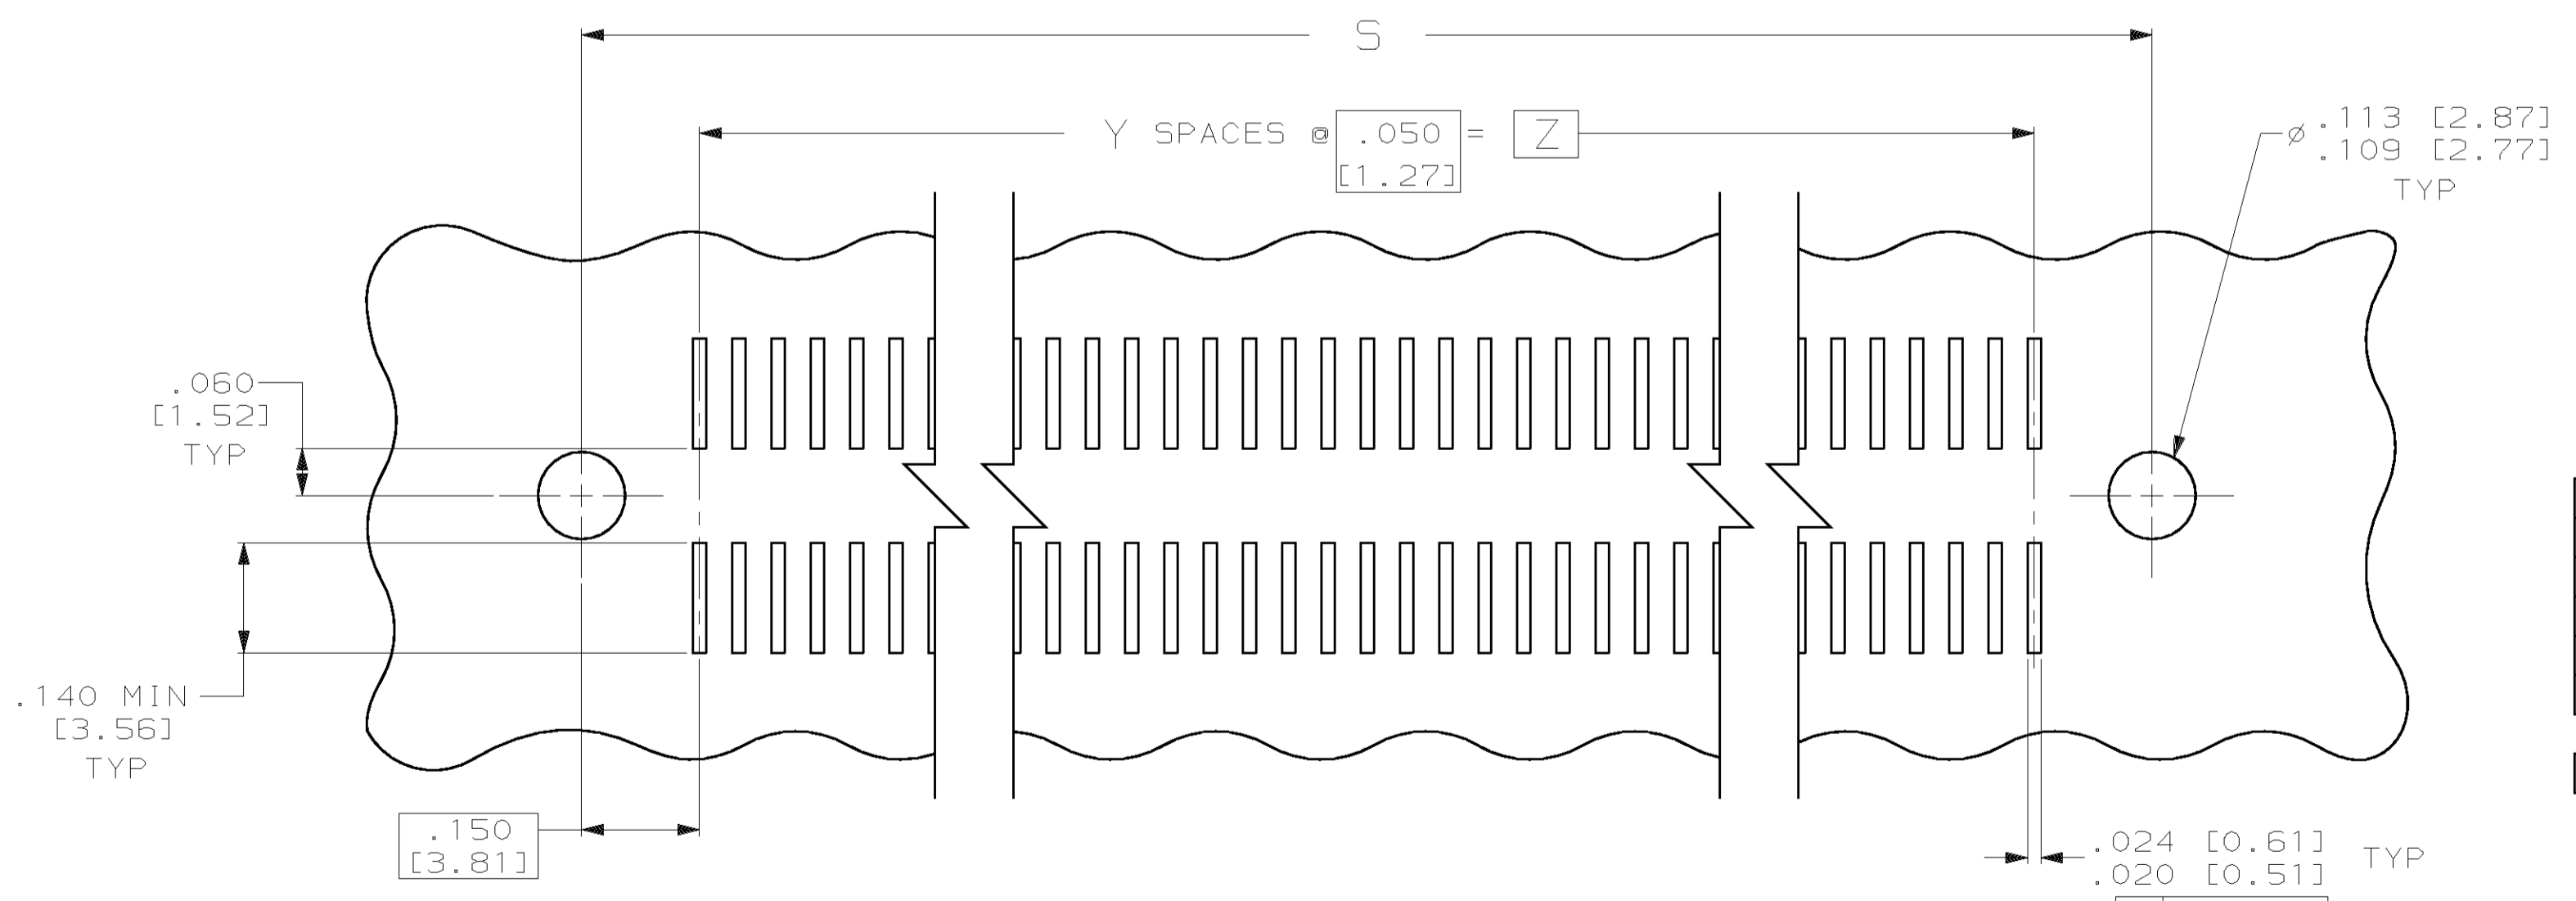 S
Y SPACES @ .050 = Z
[1.27]
⌀ .113 [2.87]
.109 [2.77]
TYP
.060
[1.52]
TYP
.140 MIN
[3.56]
TYP
.150
[3.81]
.024 [0.61]
.020 [0.51]
TYP